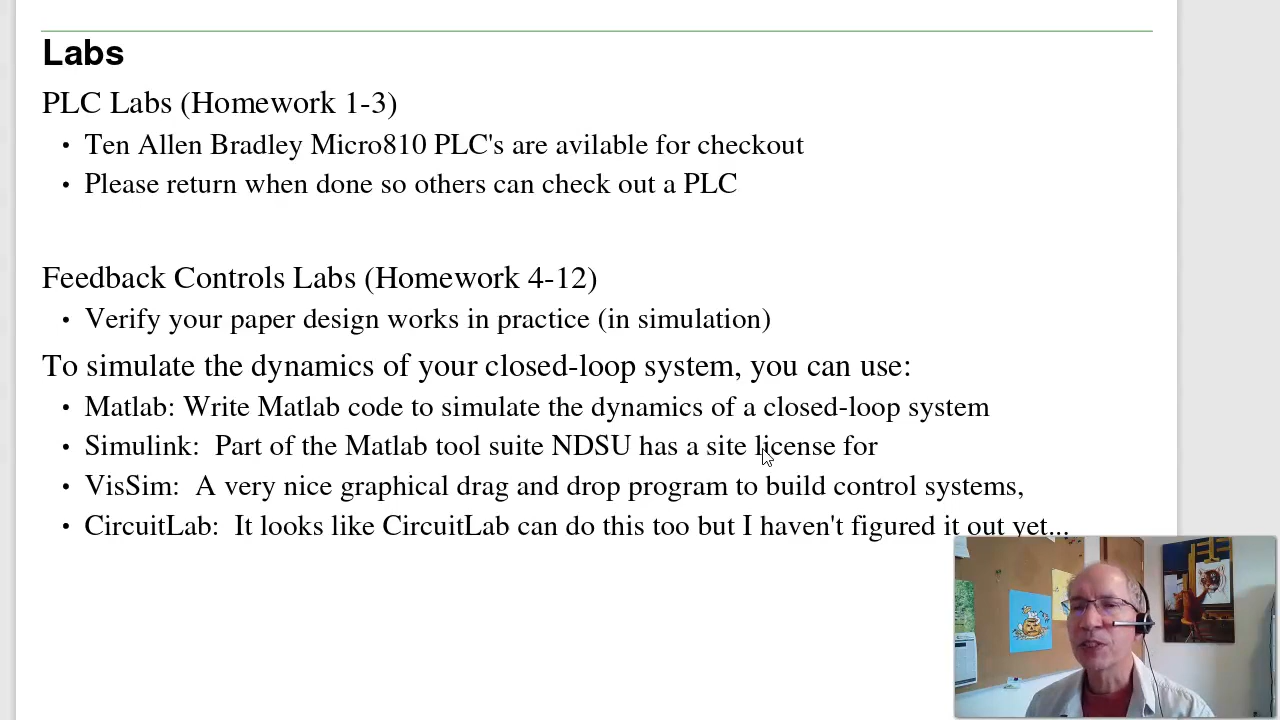 Labs
PLC Labs (Homework 1-3)
• Ten Allen Bradley Micro810 PLC's are avilable for checkout
• Please return when done so others can check out a PLC
Feedback Controls Labs (Homework 4-12)
• Verify your paper design works in practice (in simulation)
To simulate the dynamics of your closed-loop system, you can use:
• Matlab: Write Matlab code to simulate the dynamics of a closed-loop system
• Simulink: Part of the Matlab tool suite NDSU has a site license for
• VisSim: A very nice graphical drag and drop program to build control systems,
• CircuitLab: It looks like CircuitLab can do this too but I haven't figured it out yet...